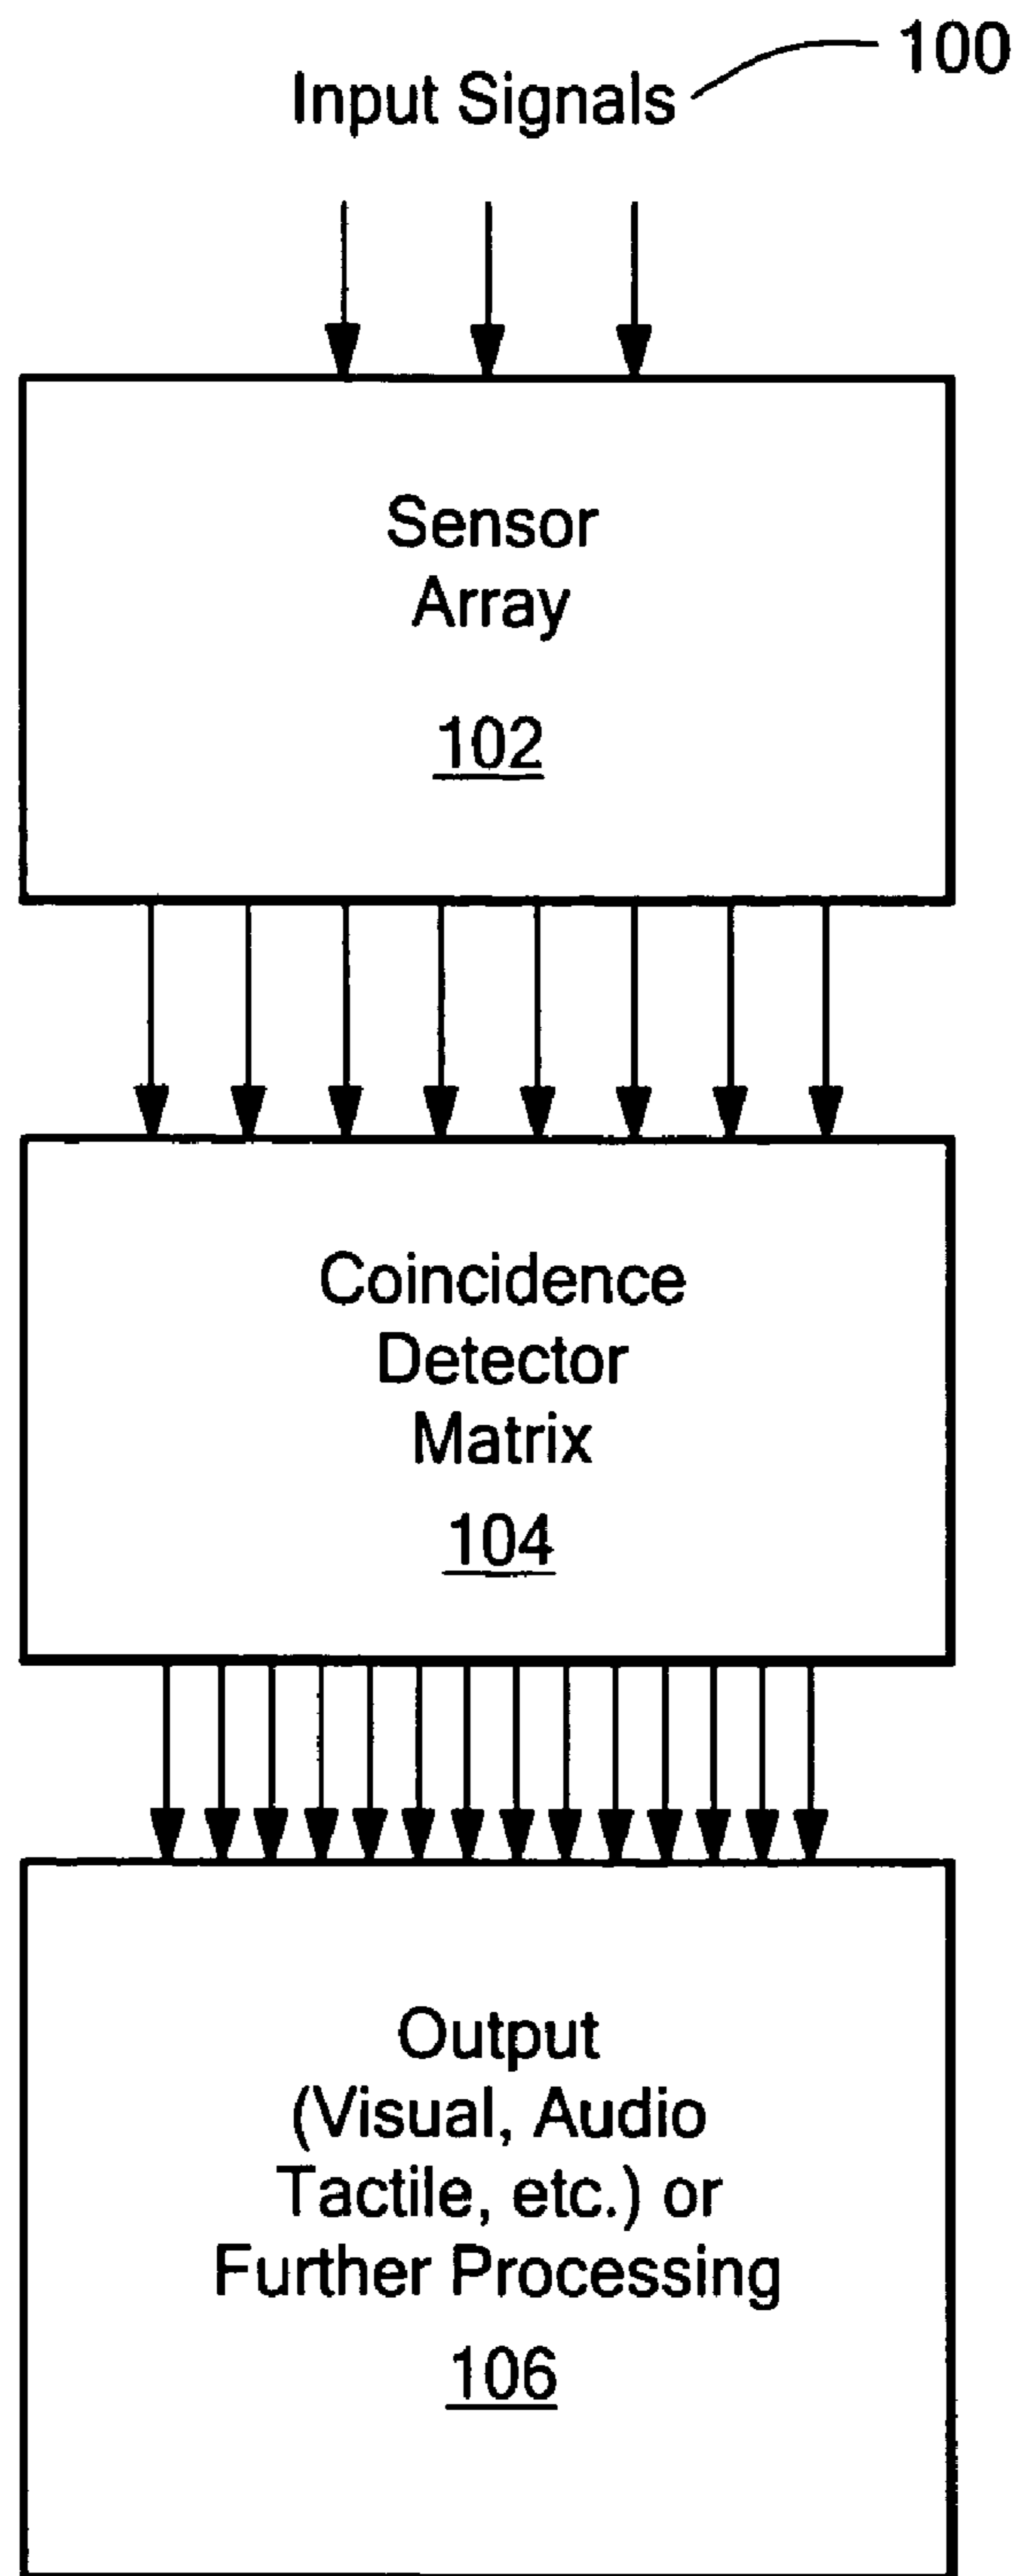 100
Input Signals
Sensor
Array
102
Coincidence
Detector
Matrix
104
Output
(Visual, Audio
Tactile, etc.) or
Further Processing
106